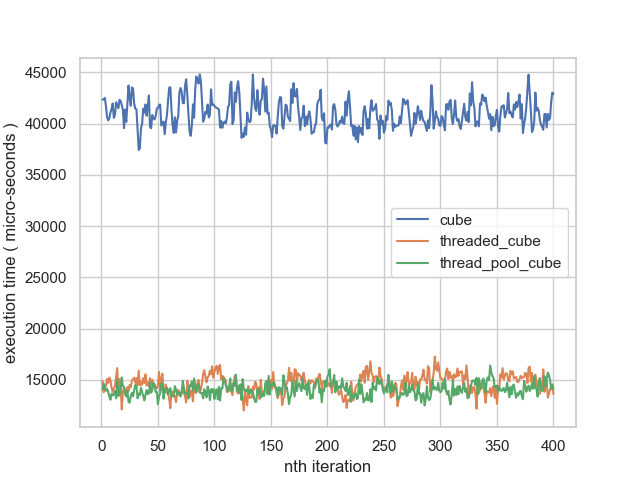 45000
40000
35000
30000
25000
20000
15000
execution time ( micro-seconds )
cube
threaded_cube
thread_pool_cube
0 50 100 150 200 250 300 350 400
nth iteration